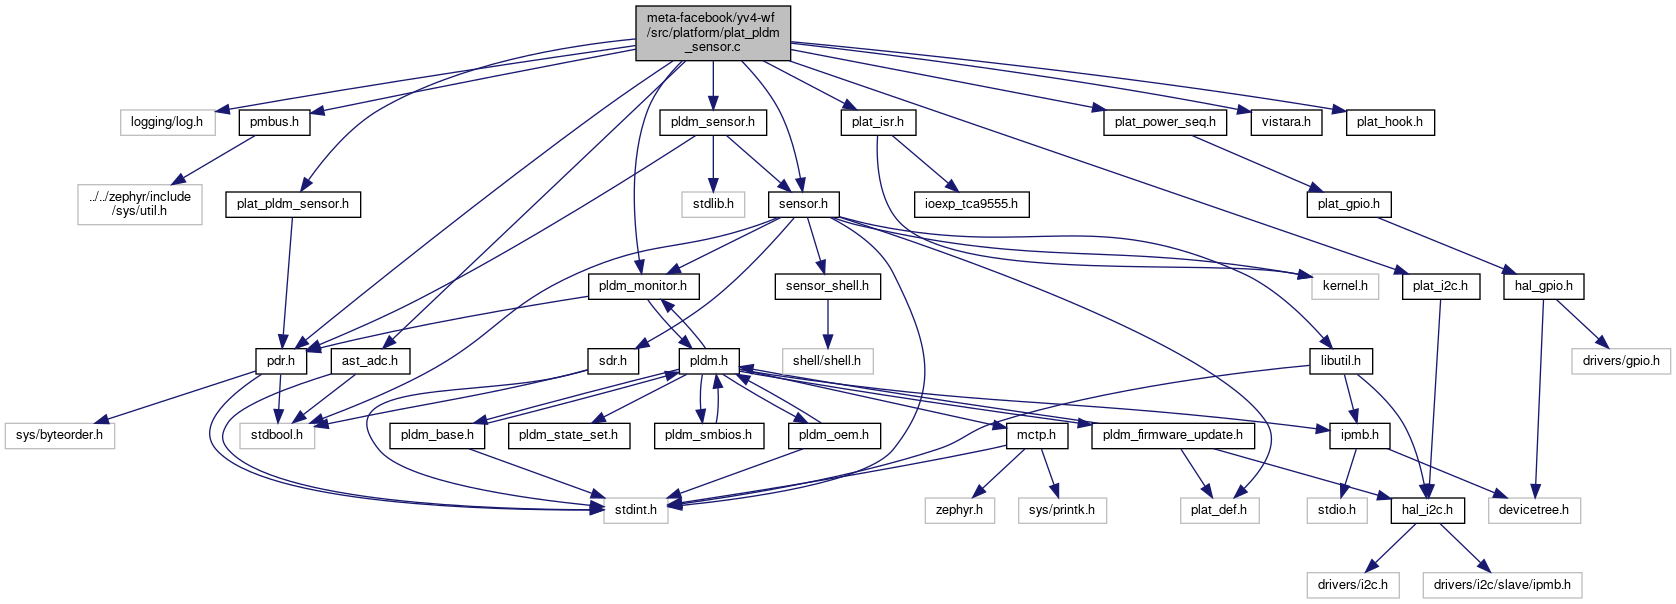 meta-facebook/yv4-wf
/src/platform/plat_pldm
_sensor.c
logging/log.h
pmbus.h
pldm_sensor.h
plat_isr.h
plat_power_seq.h
vistara.h
plat_hook.h
../../zephyr/include
/sys/util.h
plat_pldm_sensor.h
stdlib.h
sensor.h
ioexp_tca9555.h
plat_gpio.h
pldm_monitor.h
sensor_shell.h
kernel.h
plat_i2c.h
hal_gpio.h
pdr.h
ast_adc.h
sdr.h
pldm.h
shell/shell.h
libutil.h
drivers/gpio.h
sys/byteorder.h
stdbool.h
pldm_base.h
pldm_state_set.h
pldm_smbios.h
pldm_oem.h
mctp.h
pldm_firmware_update.h
ipmb.h
stdint.h
zephyr.h
sys/printk.h
plat_def.h
stdio.h
hal_i2c.h
devicetree.h
drivers/i2c.h
drivers/i2c/slave/ipmb.h